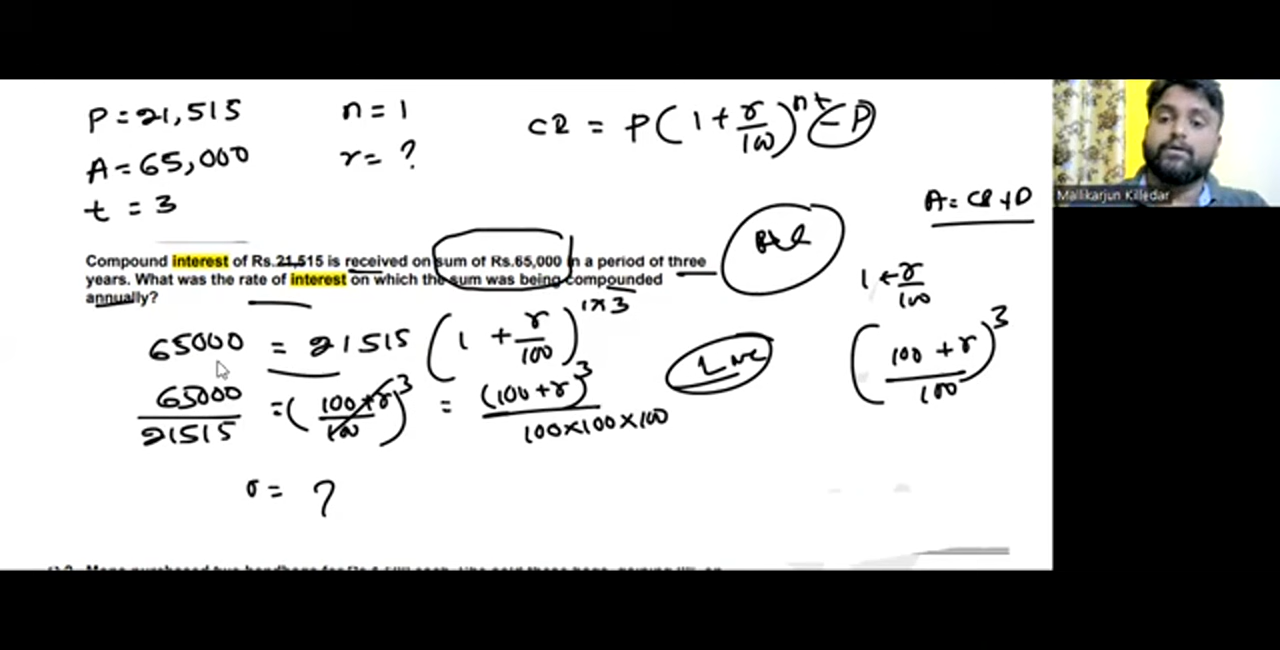 P = 21,515 n = 1
A = 65,000 r = ?
t = 3
CI = P(1 + r/100)^nt - P
Mallikarjun Killedar
A = CI + P
Compound interest of Rs.21,515 is received on sum of Rs.65,000 in a period of three
years. What was the rate of interest on which the sum was being compounded
annually?
1 + r/100
65000 = 21515 (1 + r/100)^1×3
65000/21515 = (100+r/100)^3 = (100+r)^3/100×100×100
(100 + r/100)^3
r = ?